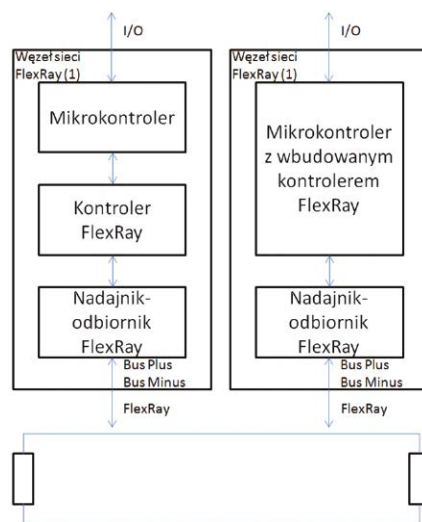 I/O
Węzeł sieci
FlexRay (1)
Mikrokontroler
Kontroler
FlexRay
Nadajnik-
odbiornik
FlexRay
Bus Plus
Bus Minus
FlexRay
I/O
Węzeł sieci
FlexRay (1)
Mikrokontroler
z wbudowanym
kontrolerem
FlexRay
Nadajnik-
odbiornik
FlexRay
Bus Plus
Bus Minus
FlexRay